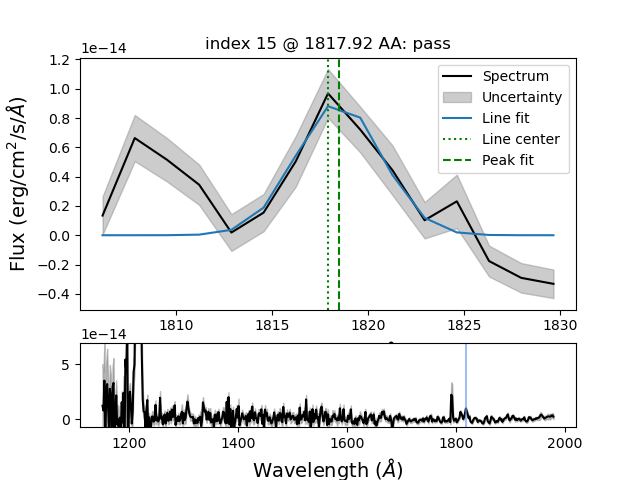 index 15 @ 1817.92 AA: pass
1e−14
Flux (erg/cm²/s/Å)
1.2
1.0
0.8
0.6
0.4
0.2
0.0
−0.2
−0.4
Spectrum
Uncertainty
Line fit
Line center
Peak fit
1810 1815 1820 1825 1830
1e−14
5
0
1200 1400 1600 1800 2000
Wavelength (Å)